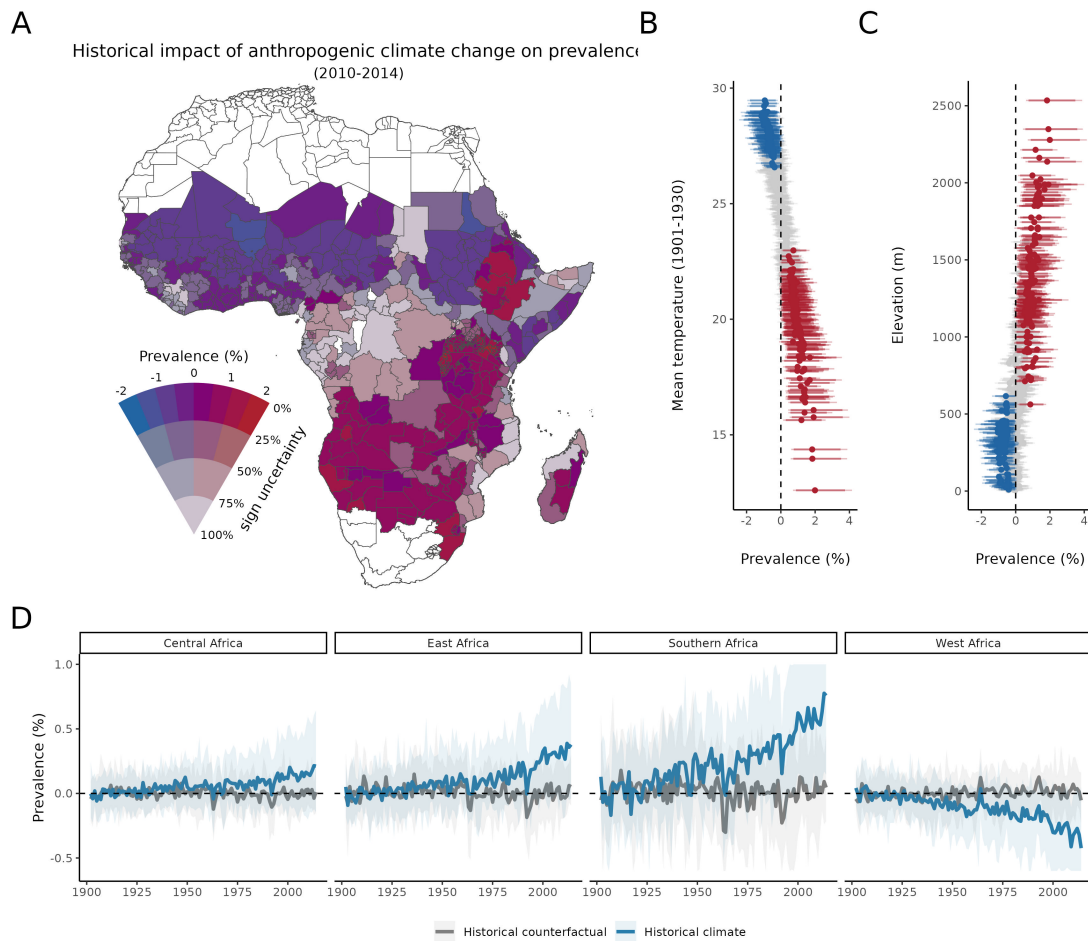 A
Historical impact of anthropogenic climate change on prevalence
(2010-2014)
Prevalence (%)
-2
-1
0
1
2
0%
25%
50%
75%
100%
sign uncertainty
B
Mean temperature (1901-1930)
30
25
20
15
-2
0
2
4
Prevalence (%)
C
Elevation (m)
2500
2000
1500
1000
500
0
-2
0
2
4
Prevalence (%)
D
Central Africa
East Africa
Southern Africa
West Africa
Prevalence (%)
1.0
0.5
0.0
-0.5
1900 1925 1950 1975 2000
1900 1925 1950 1975 2000
1900 1925 1950 1975 2000
1900 1925 1950 1975 2000
Historical counterfactual
Historical climate